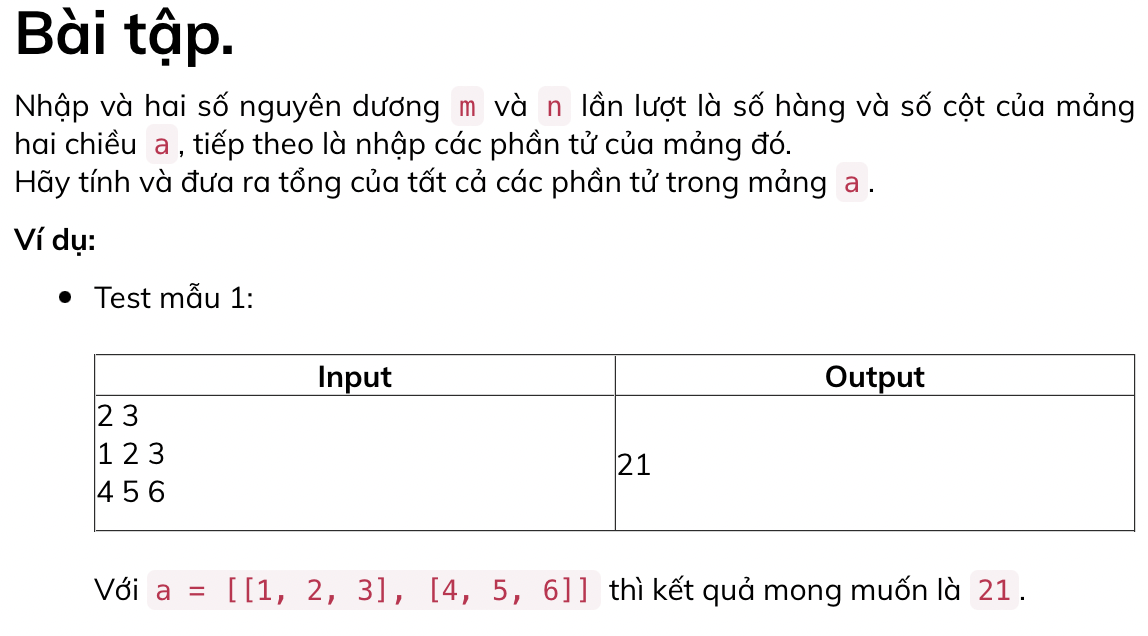 Bài tập.
Nhập và hai số nguyên dương m và n lần lượt là số hàng và số cột của mảng
hai chiều a, tiếp theo là nhập các phần tử của mảng đó.
Hãy tính và đưa ra tổng của tất cả các phần tử trong mảng a.
Ví dụ:
• Test mẫu 1:
Input Output
2 3
1 2 3
4 5 6
21
Với a = [[1, 2, 3], [4, 5, 6]] thì kết quả mong muốn là 21.